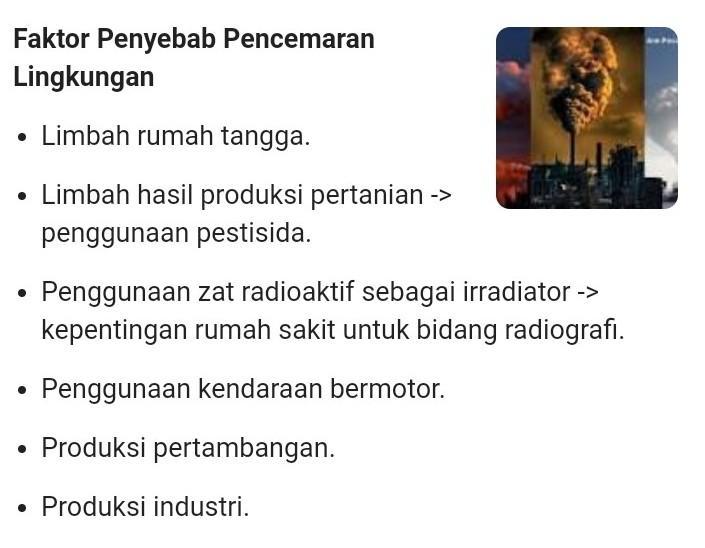 Faktor Penyebab Pencemaran
Lingkungan
• Limbah rumah tangga.
• Limbah hasil produksi pertanian ->
penggunaan pestisida.
• Penggunaan zat radioaktif sebagai irradiator ->
kepentingan rumah sakit untuk bidang radiografi.
• Penggunaan kendaraan bermotor.
• Produksi pertambangan.
• Produksi industri.